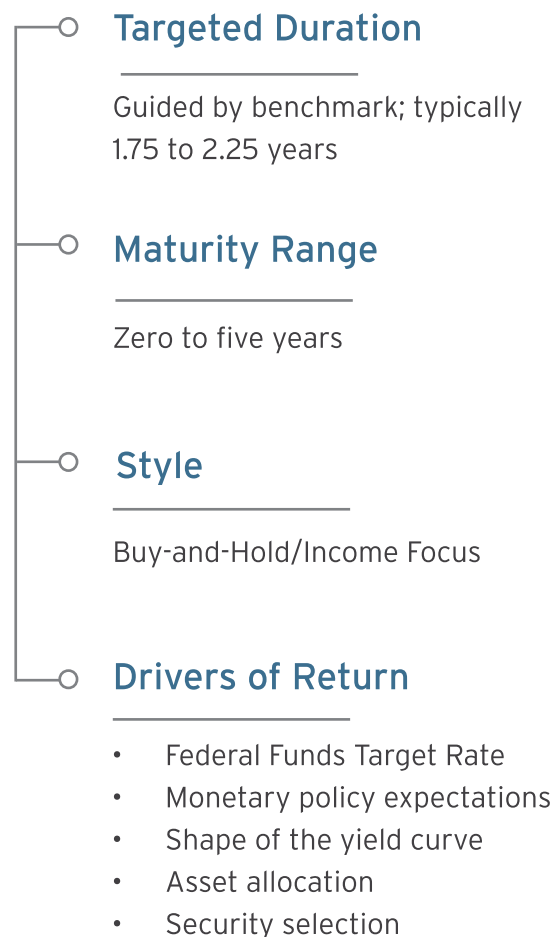 Targeted Duration
Guided by benchmark; typically
1.75 to 2.25 years
Maturity Range
Zero to five years
Style
Buy-and-Hold/Income Focus
Drivers of Return
• Federal Funds Target Rate
• Monetary policy expectations
• Shape of the yield curve
• Asset allocation
• Security selection